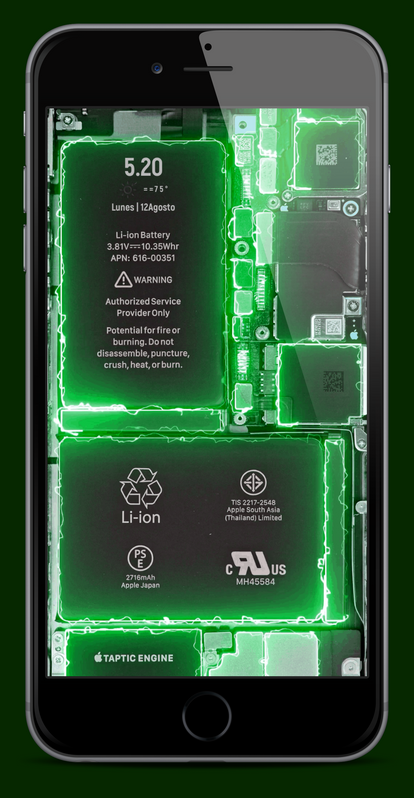 5.20
==75°
Lunes | 12Agosto
Li-ion Battery
3.81V⎓10.35Whr
APN: 616-00351
WARNING
Authorized Service
Provider Only
Potential for fire or
burning. Do not
disassemble, puncture,
crush, heat, or burn.
Li-ion
TIS 2217-2548
Apple South Asia
(Thailand) Limited
PS
E
2716mAh
Apple Japan
c RU US
MH45584
TAPTIC ENGINE